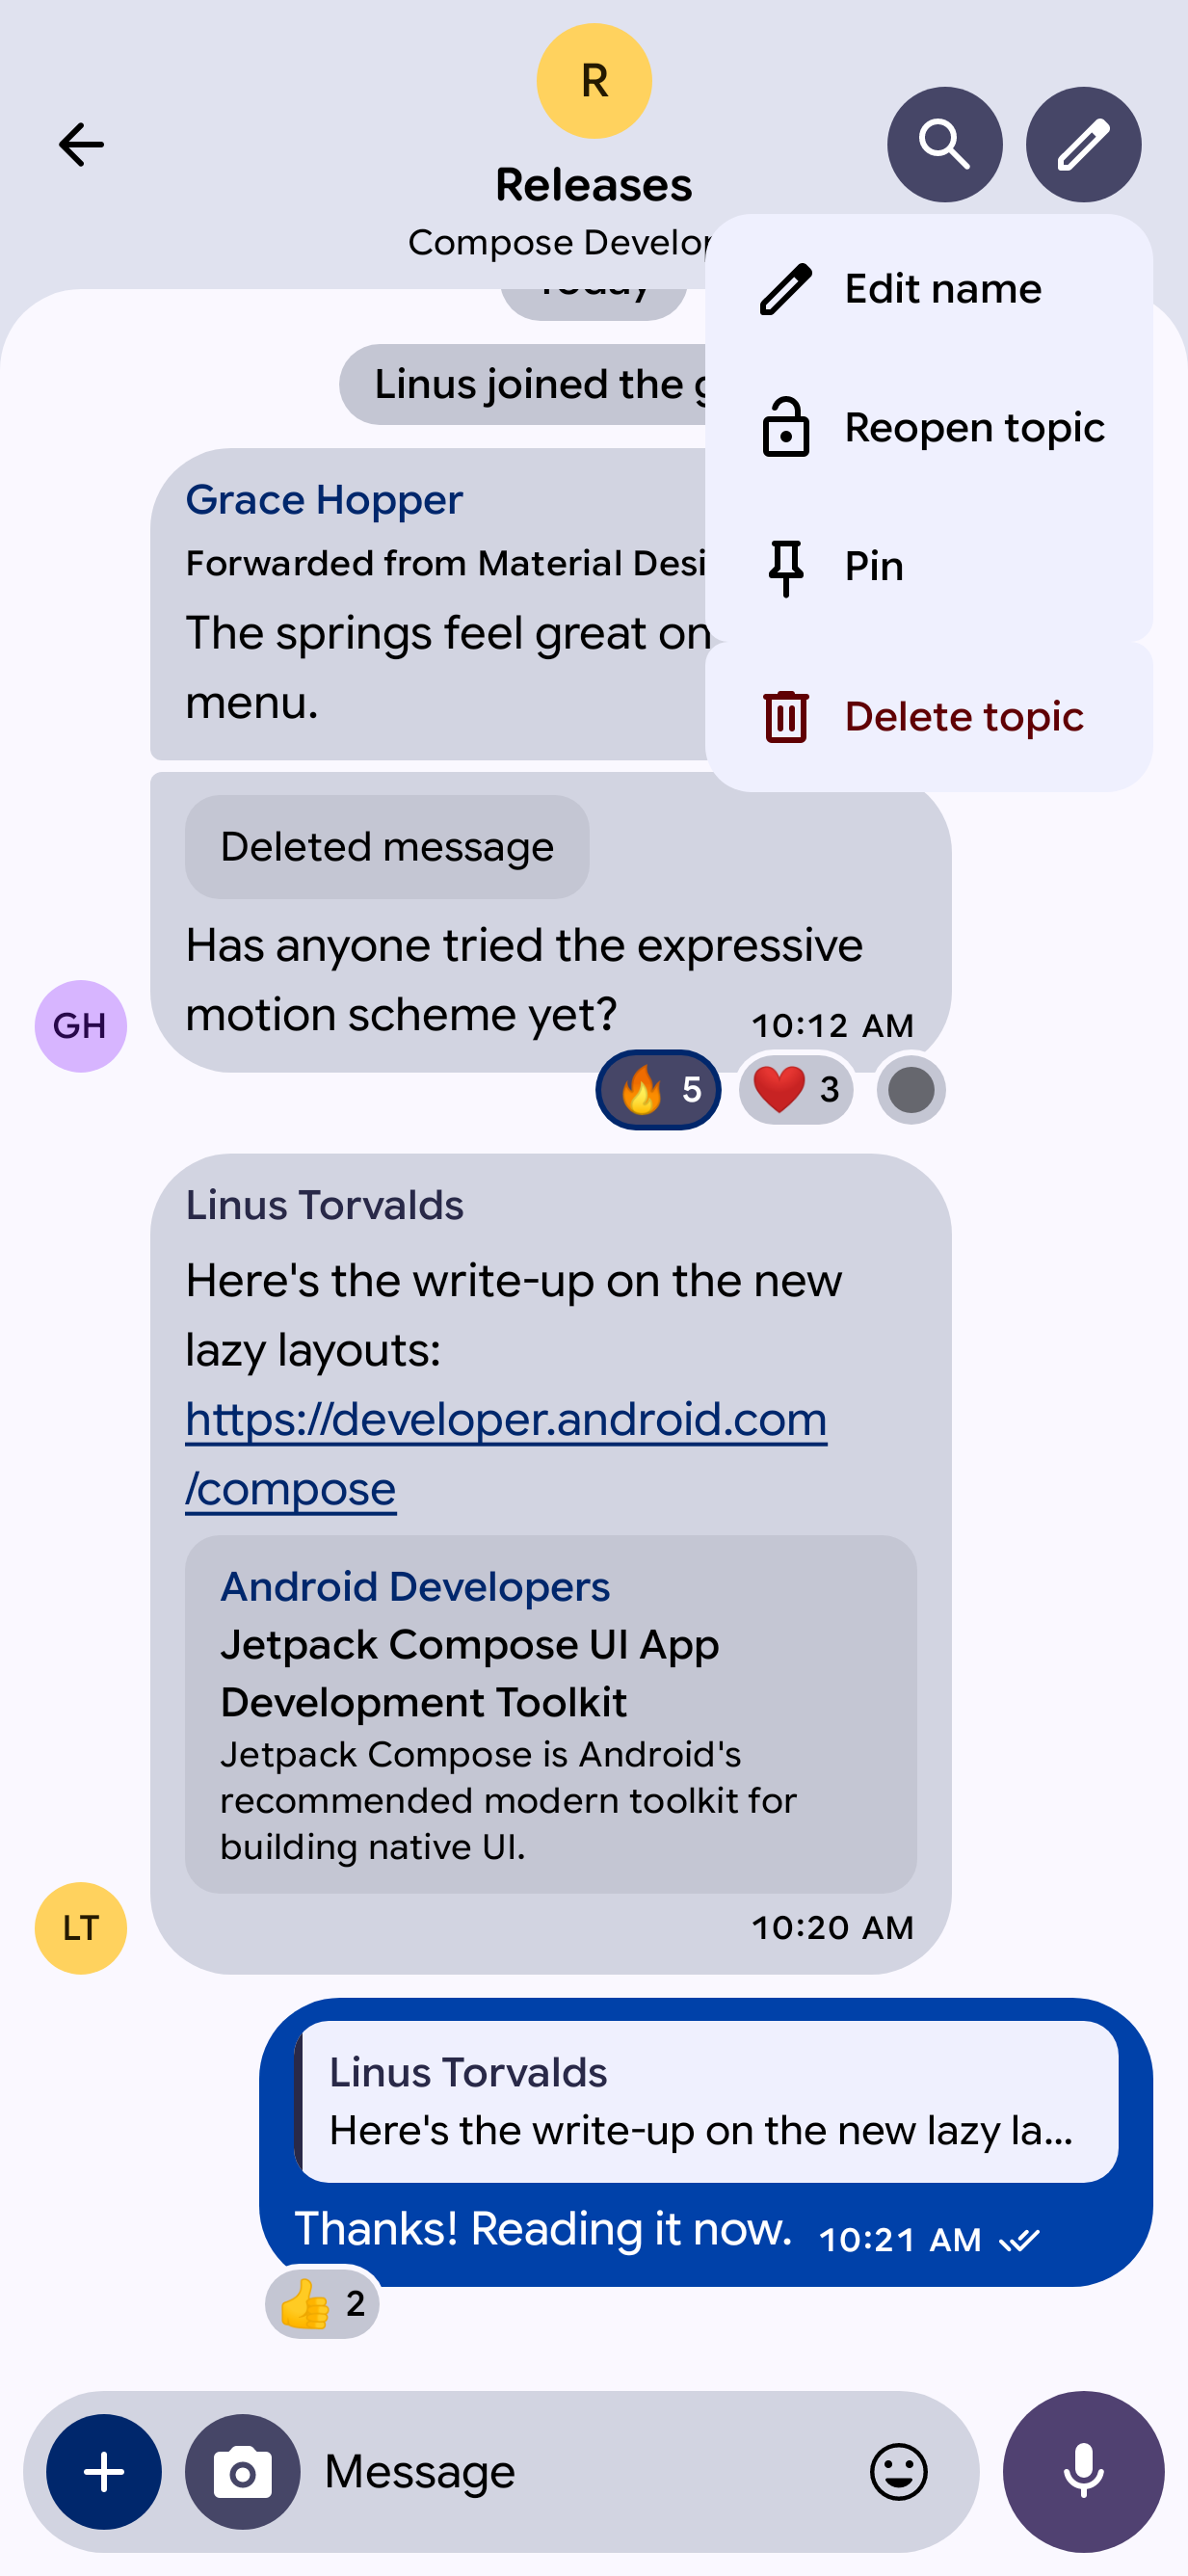 R
Releases
Compose Develop
Today
Edit name
Linus joined the g
Reopen topic
Grace Hopper
Forwarded from Material Desi
Pin
The springs feel great on
menu.
Delete topic
Deleted message
Has anyone tried the expressive
motion scheme yet?
10:12 AM
GH
🔥 5
❤️ 3
Linus Torvalds
Here's the write-up on the new
lazy layouts:
https://developer.android.com
/compose
Android Developers
Jetpack Compose UI App
Development Toolkit
Jetpack Compose is Android's
recommended modern toolkit for
building native UI.
10:20 AM
LT
Linus Torvalds
Here's the write-up on the new lazy la...
Thanks! Reading it now. 10:21 AM
👍 2
Message